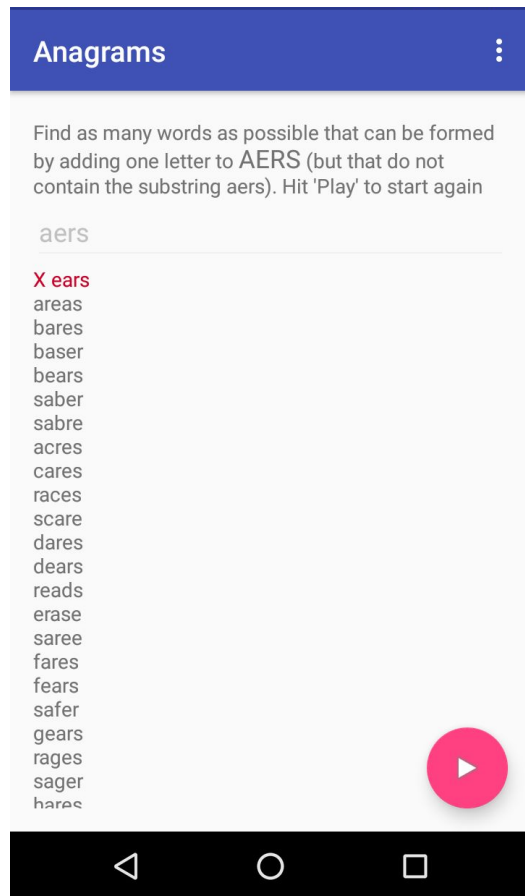 Anagrams
Find as many words as possible that can be formed
by adding one letter to AERS (but that do not
contain the substring aers). Hit 'Play' to start again
aers
X ears
areas
bares
baser
bears
saber
sabre
acres
cares
races
scare
dares
dears
reads
erase
saree
fares
fears
safer
gears
rages
sager
hares